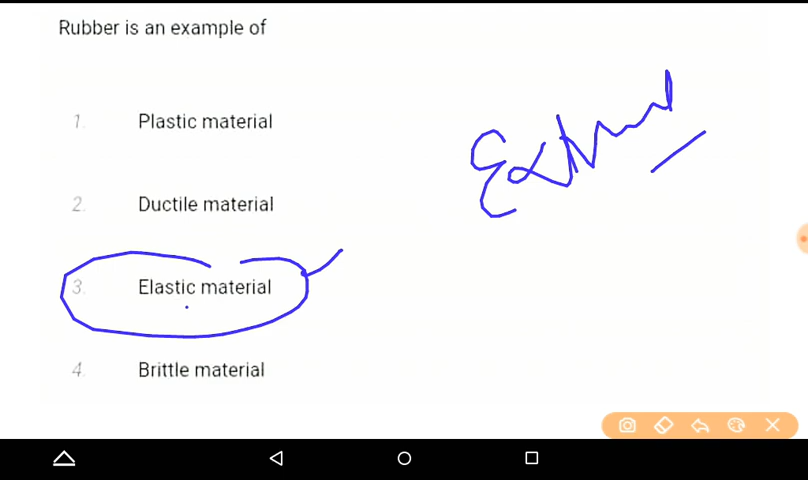 Rubber is an example of
1. Plastic material
2. Ductile material
3. Elastic material
4. Brittle material